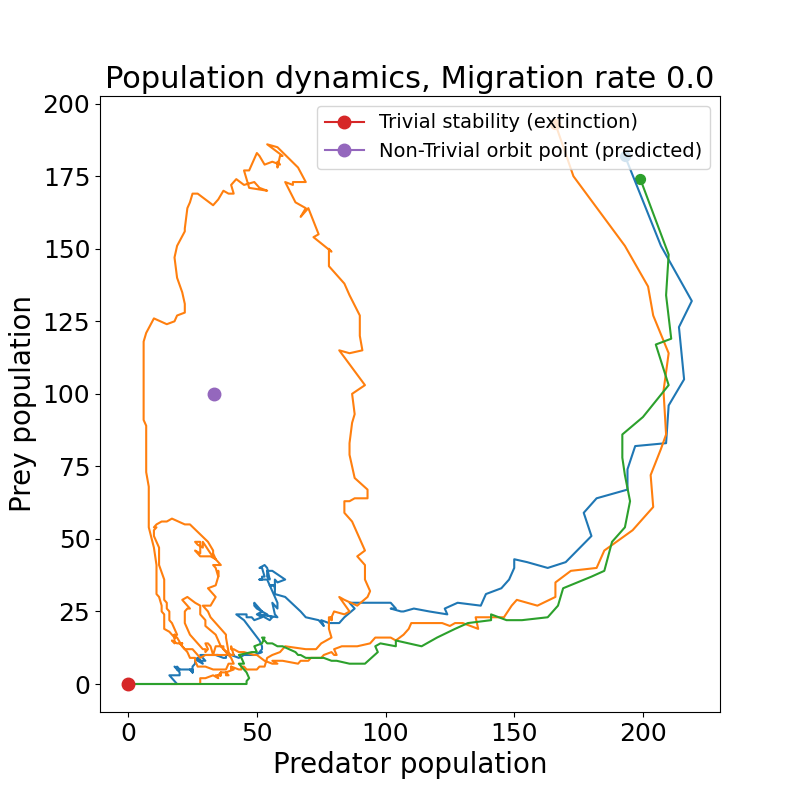 Population dynamics, Migration rate 0.0
Trivial stability (extinction)
Non-Trivial orbit point (predicted)
Prey population
200
175
150
125
100
75
50
25
0
0 50 100 150 200
Predator population